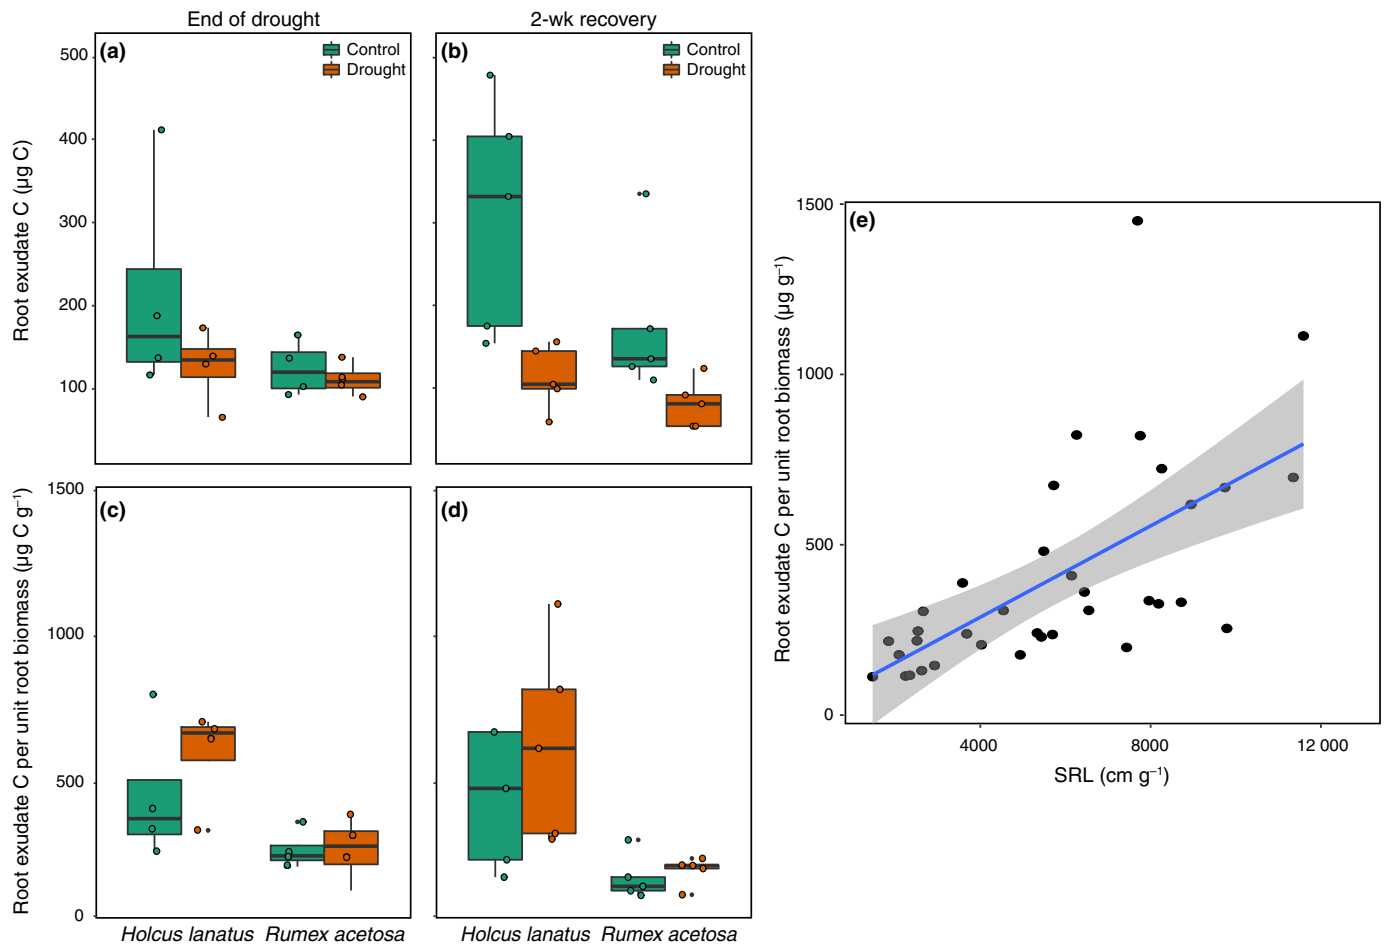 End of drought
2-wk recovery
(a)
Control
Drought
500
400
300
200
100
Root exudate C (µg C)
(b)
Control
Drought
(c)
1500
1000
500
0
Root exudate C per unit root biomass (µg C g⁻¹)
Holcus lanatus
Rumex acetosa
(d)
Holcus lanatus
Rumex acetosa
(e)
1500
1000
500
0
Root exudate C per unit root biomass (µg g⁻¹)
4000
8000
12 000
SRL (cm g⁻¹)